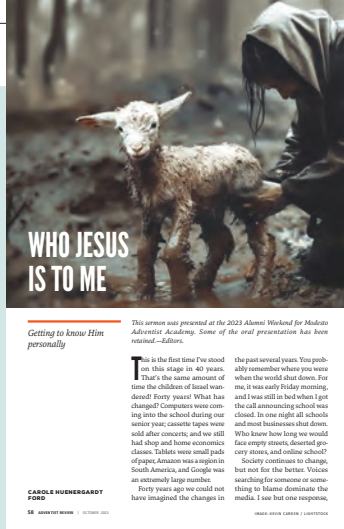 WHO JESUS
IS TO ME
Getting to know Him
personally
This sermon was presented at the 2023 Alumni Weekend for Modesto
Adventist Academy. Some of the oral presentation has been
retained.—Editors.
This is the first time I've stood
on this stage in 40 years.
That's the same amount of
time the children of Israel wan-
dered! Forty years! What has
changed? Computers were com-
ing into the school during our
senior year; cassette tapes were
sold after concerts; and we still
had shop and home economics
classes. Tablets were small pads
of paper, Amazon was a region in
South America, and Google was
an extremely large number.
Forty years ago we could not
have imagined the changes in
the past several years. You prob-
ably remember where you were
when the world shut down. For
me, it was early Friday morning,
and I was still in bed when I got
the call announcing school was
closed. In one night all schools
and most businesses shut down.
Who knew how long we would
face empty streets, deserted gro-
cery stores, and online school?
Society continues to change,
but not for the better. Voices
searching for someone or some-
thing to blame dominate the
media. I see but one response,
CAROLE HUENERGARDT
FORD
58 ADVENTIST REVIEW | OCTOBER 2023
IMAGE: KEVIN CARDEN / LIGHTSTOCK